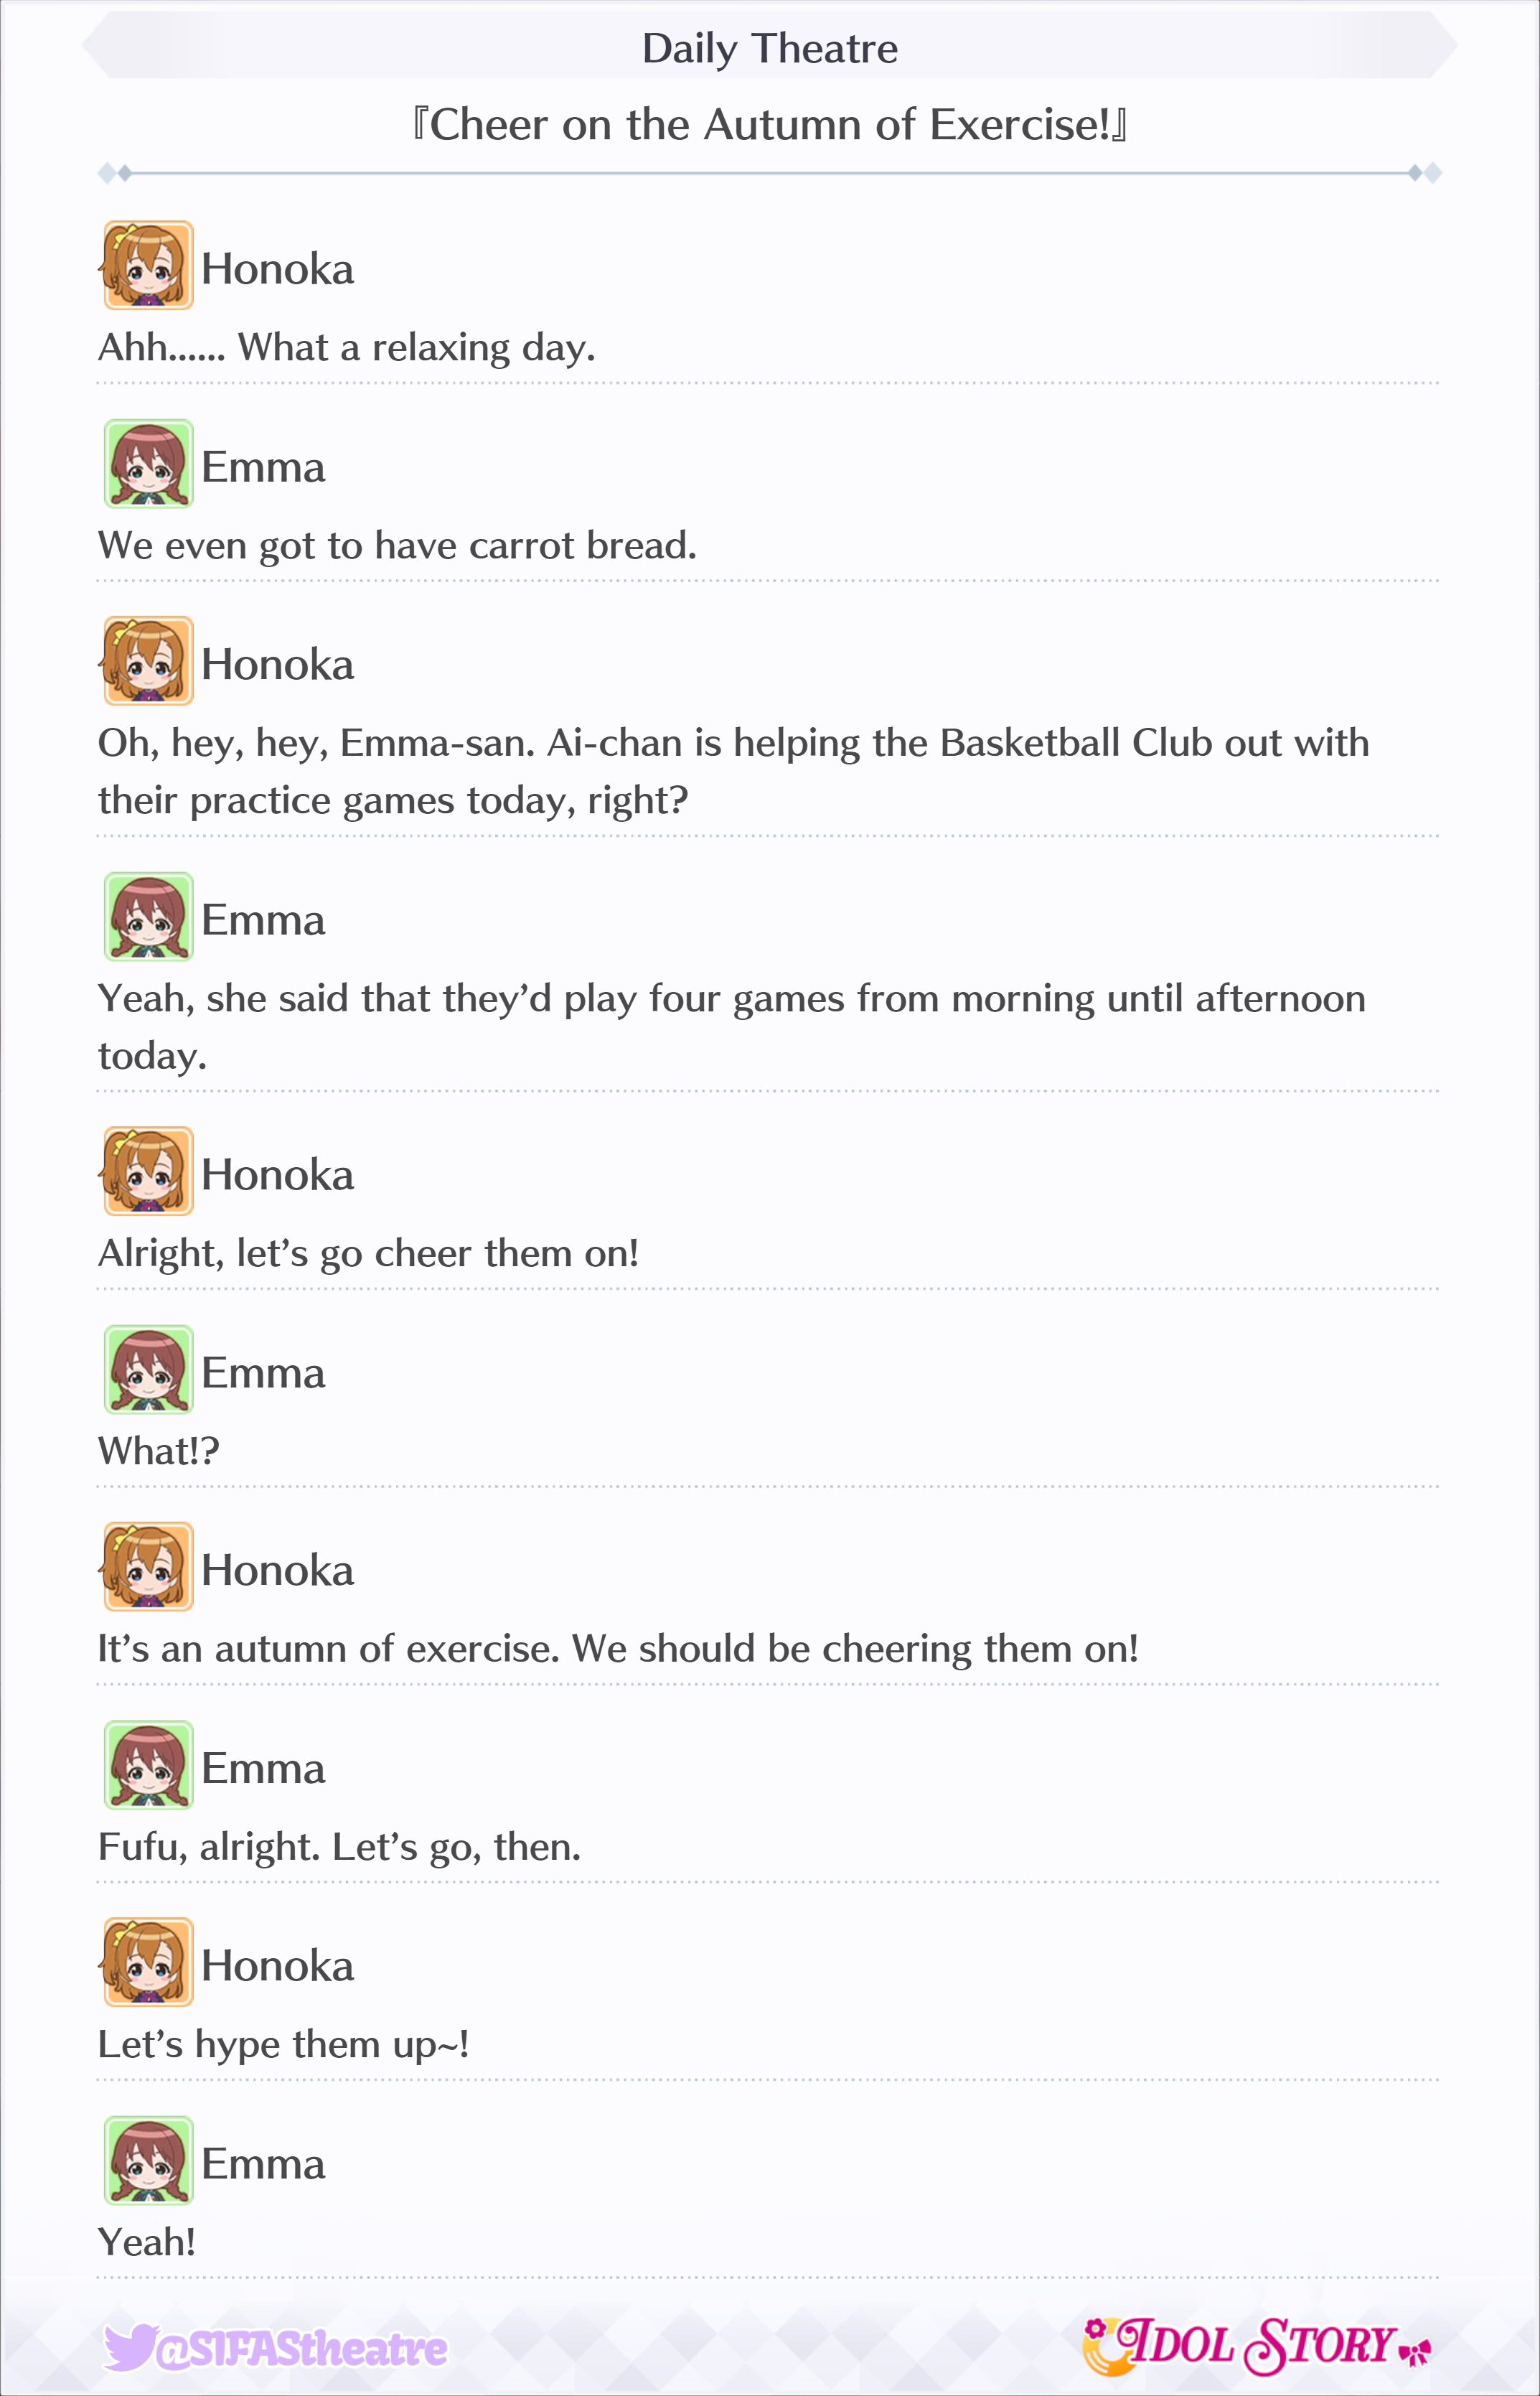 Daily Theatre
『Cheer on the Autumn of Exercise!』
Honoka
Ahh...... What a relaxing day.
Emma
We even got to have carrot bread.
Honoka
Oh, hey, hey, Emma-san. Ai-chan is helping the Basketball Club out with
their practice games today, right?
Emma
Yeah, she said that they’d play four games from morning until afternoon
today.
Honoka
Alright, let’s go cheer them on!
Emma
What!?
Honoka
It’s an autumn of exercise. We should be cheering them on!
Emma
Fufu, alright. Let’s go, then.
Honoka
Let’s hype them up~!
Emma
Yeah!
@SIFAStheatre
IDOL STORY